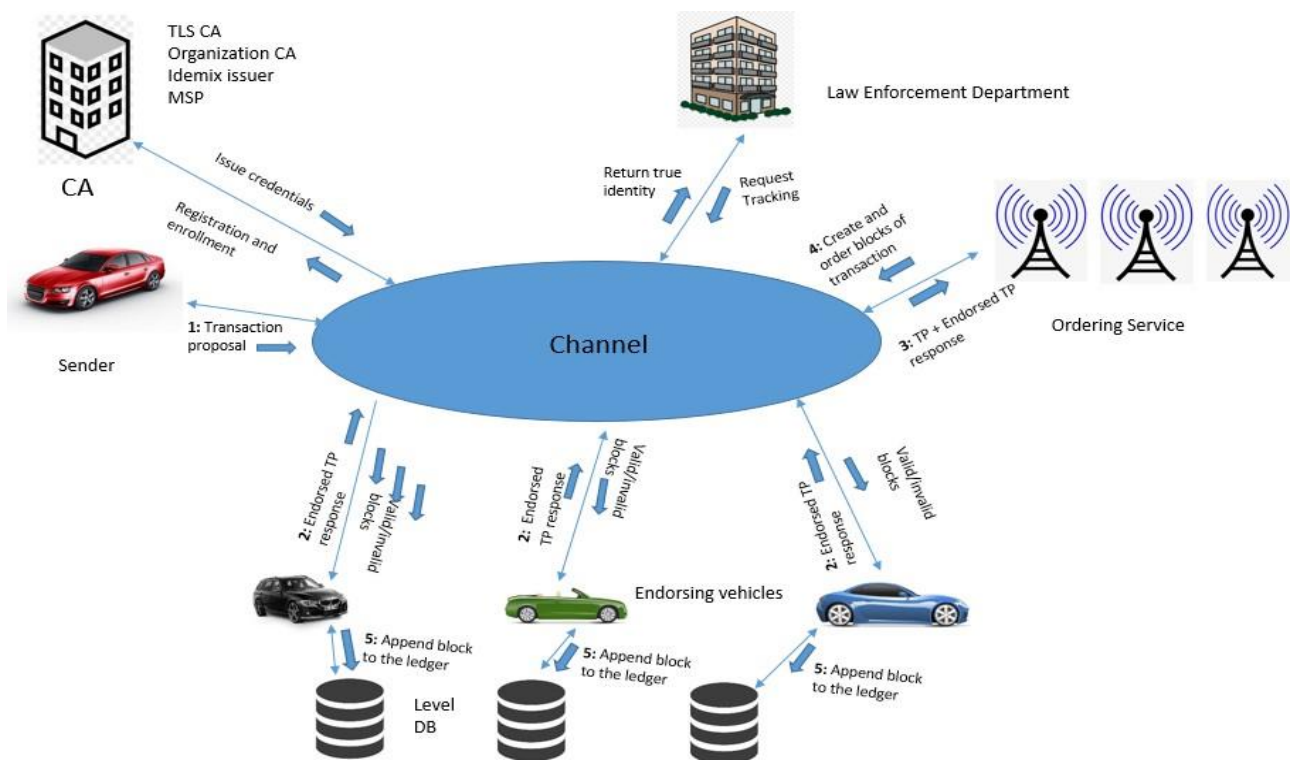 TLS CA
Organization CA
Idemix issuer
MSP
CA
Law Enforcement Department
Issue credentials
Registration and
enrollment
Return true
identity
Request
Tracking
4: Create and
order blocks of
transaction
3: TP + Endorsed TP
response
Ordering Service
Sender
1: Transaction
proposal
Channel
2: Endorsed TP
response
Valid/invalid
blocks
2: Endorsed
TP response
Valid/invalid
blocks
2: Endorsed TP
response
Valid/invalid
blocks
Endorsing vehicles
5: Append block
to the ledger
5: Append block
to the ledger
5: Append block
to the ledger
Level
DB